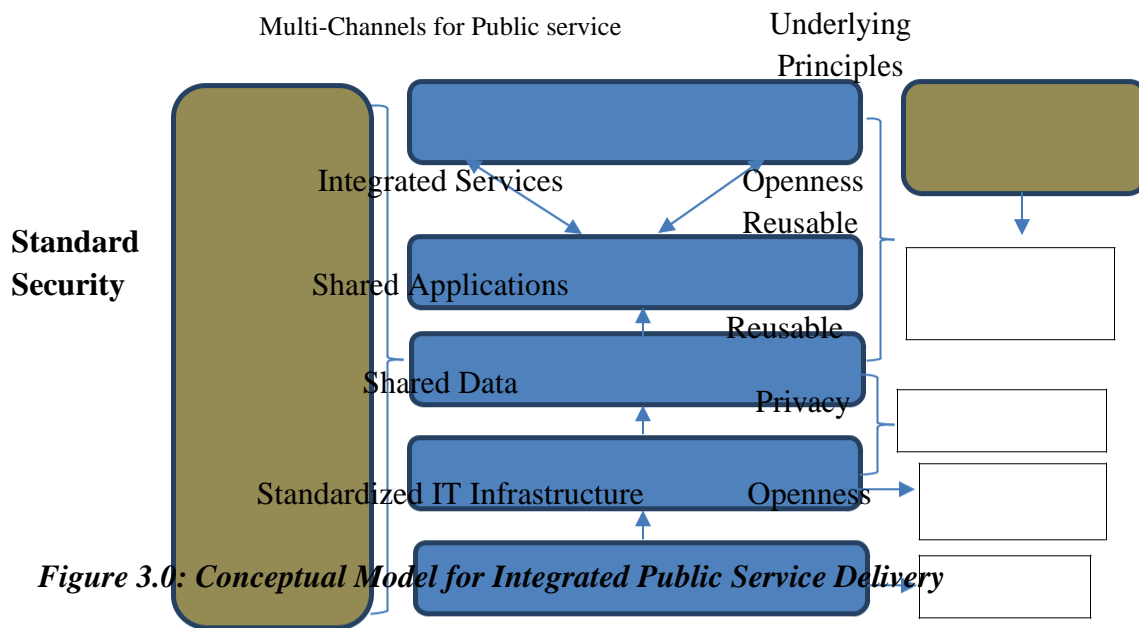 Multi-Channels for Public service
Underlying
Principles
Integrated Services
Openness
Reusable
Standard
Security
Shared Applications
Reusable
Shared Data
Privacy
Standardized IT Infrastructure
Openness
Figure 3.0: Conceptual Model for Integrated Public Service Delivery